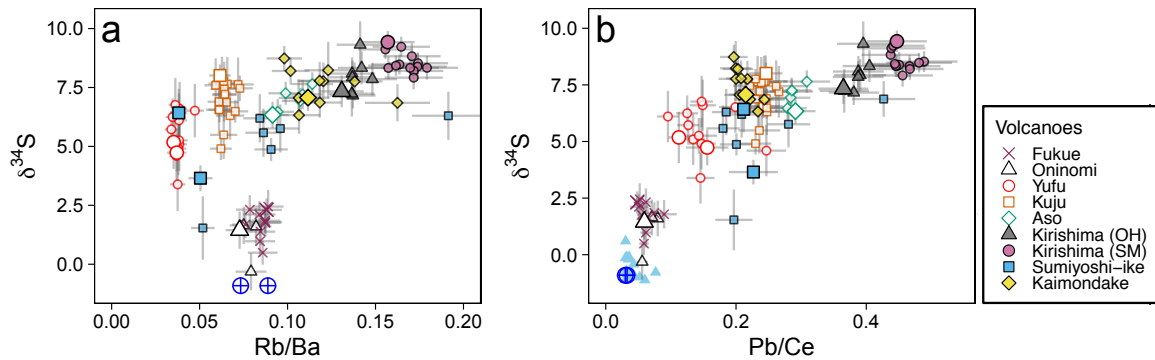 a
10.0
7.5
5.0
2.5
0.0
δ³⁴S
0.00
0.05
0.10
0.15
0.20
Rb/Ba
b
10.0
7.5
5.0
2.5
0.0
δ³⁴S
0.0
0.2
0.4
Pb/Ce
Volcanoes
Fukue
Oninomi
Yufu
Kuju
Aso
Kirishima (OH)
Kirishima (SM)
Sumiyoshi−ike
Kaimondake